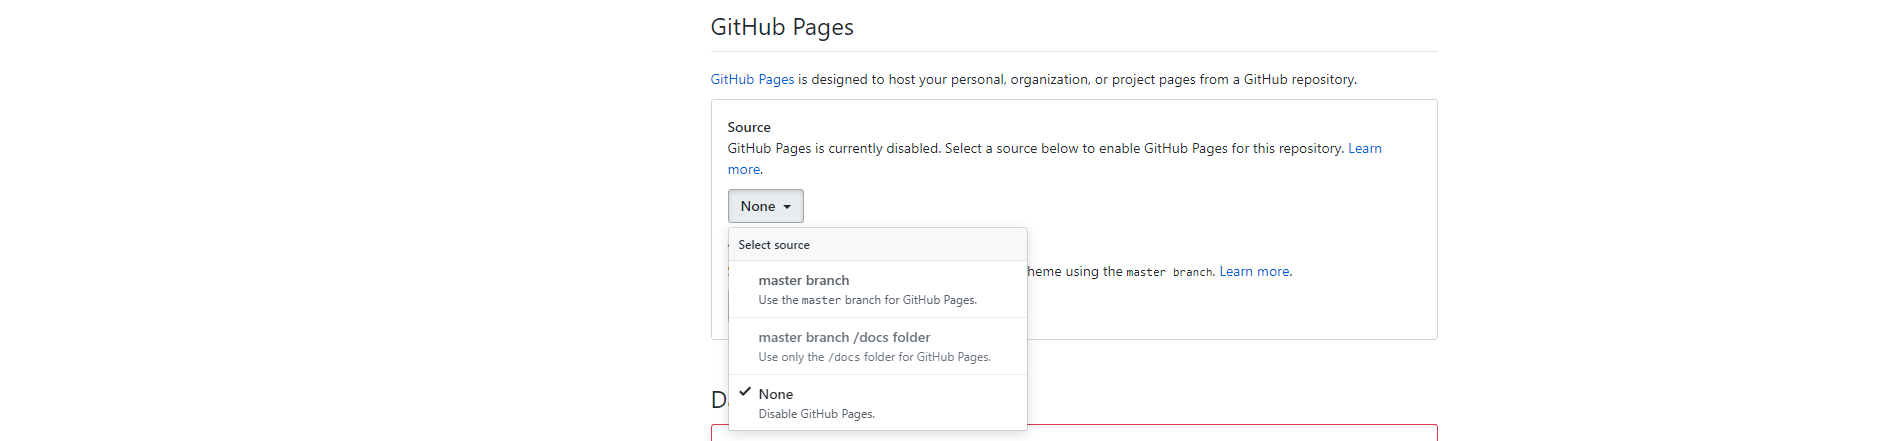 GitHub Pages
GitHub Pages is designed to host your personal, organization, or project pages from a GitHub repository.
Source
GitHub Pages is currently disabled. Select a source below to enable GitHub Pages for this repository. Learn
more.
None
Select source
heme using the master branch. Learn more.
master branch
Use the master branch for GitHub Pages.
master branch /docs folder
Use only the /docs folder for GitHub Pages.
None
Disable GitHub Pages.